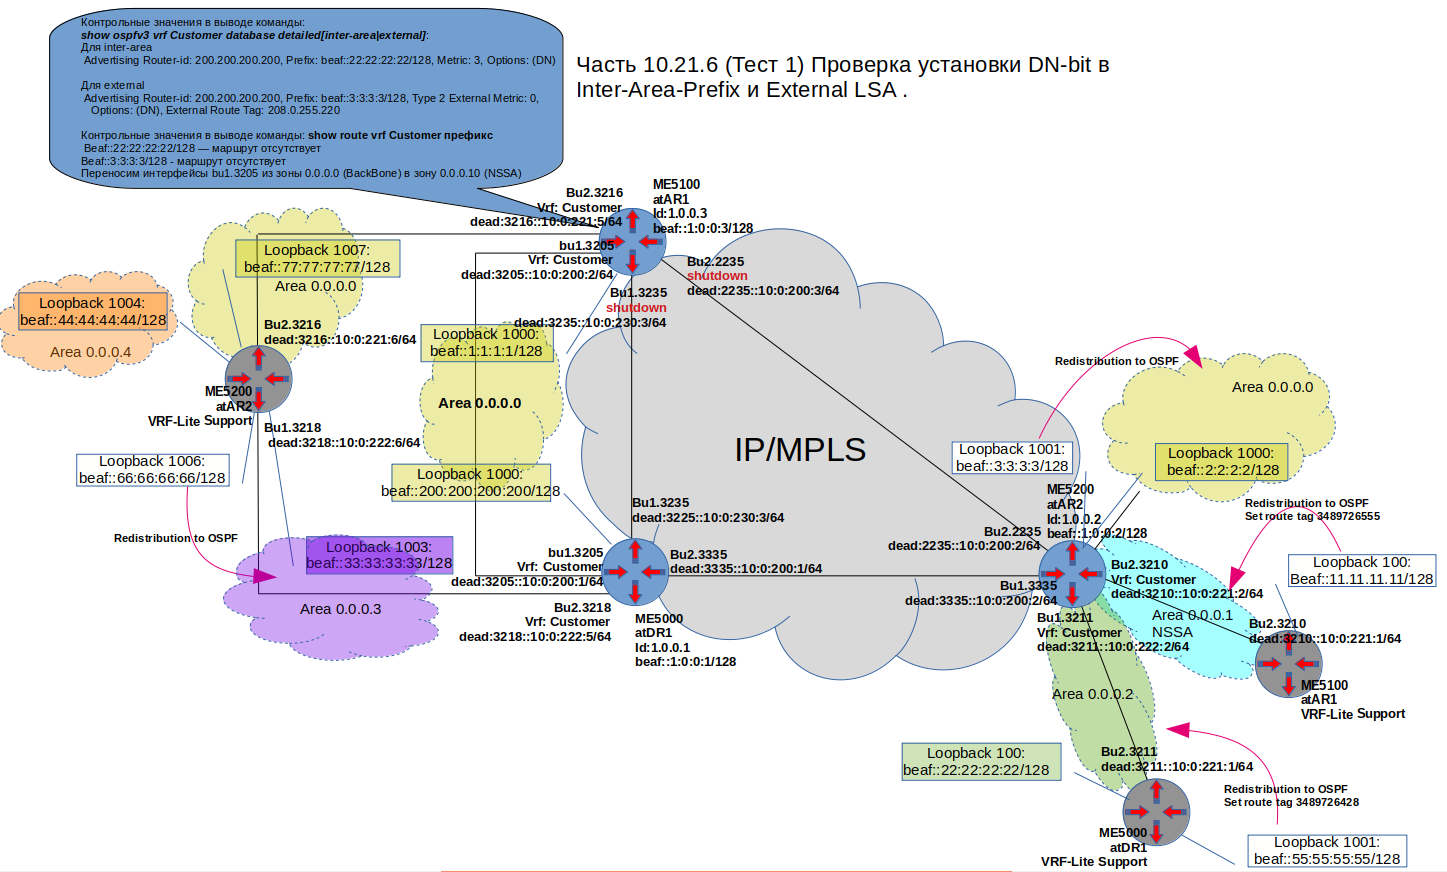 Контрольные значения в выводе команды:
show ospfv3 vrf Customer database detailed[inter-area|external]:
Для inter-area
Advertising Router-id: 200.200.200.200, Prefix: beaf::22:22:22:22/128, Metric: 3, Options: (DN)
Для external
Advertising Router-id: 200.200.200.200, Prefix: beaf::3:3:3:3/128, Type 2 External Metric: 0,
Options: (DN), External Route Tag: 208.0.255.220
Контрольные значения в выводе команды: show route vrf Customer префикс
Beaf::22:22:22:22/128 — маршрут отсутствует
Beaf::3:3:3:3/128 - маршрут отсутствует
Переносим интерфейсы bu1.3205 из зоны 0.0.0.0 (BackBone) в зону 0.0.0.10 (NSSA)
Часть 10.21.6 (Тест 1) Проверка установки DN-bit в
Inter-Area-Prefix и External LSA .
Bu2.3216
Vrf: Customer
dead:3216::10:0:221:5/64
ME5100
atAR1
Id:1.0.0.3
beaf::1:0:0:3/128
bu1.3205
Vrf: Customer
dead:3205::10:0:200:2/64
Bu2.2235
shutdown
dead:2235::10:0:200:3/64
Bu1.3235
shutdown
dead:3235::10:0:230:3/64
Loopback 1007:
beaf::77:77:77:77/128
Area 0.0.0.0
Loopback 1004:
beaf::44:44:44:44/128
Area 0.0.0.4
Bu2.3216
dead:3216::10:0:221:6/64
Loopback 1000:
beaf::1:1:1:1/128
Area 0.0.0.0
ME5200
atAR2
VRF-Lite Support
Bu1.3218
dead:3218::10:0:222:6/64
Loopback 1006:
beaf::66:66:66:66/128
Loopback 1000:
beaf::200:200:200:200/128
Redistribution to OSPF
Loopback 1003:
beaf::33:33:33:33/128
Area 0.0.0.3
IP/MPLS
Bu1.3235
dead:3225::10:0:230:3/64
bu1.3205
Vrf: Customer
dead:3205::10:0:200:1/64
Bu2.3335
dead:3335::10:0:200:1/64
Bu2.3218
Vrf: Customer
dead:3218::10:0:222:5/64
ME5000
atDR1
Id:1.0.0.1
beaf::1:0:0:1/128
Redistribution to OSPF
Area 0.0.0.0
Loopback 1001:
beaf::3:3:3:3/128
Loopback 1000:
beaf::2:2:2:2/128
ME5200
atAR2
Id:1.0.0.2
beaf::1:0:0:2/128
Redistribution to OSPF
Set route tag 3489726555
Bu2.2235
dead:2235::10:0:200:2/64
Loopback 100:
Beaf::11.11.11.11/128
Bu2.3210
Vrf: Customer
dead:3210::10:0:221:2/64
Bu1.3335
dead:3335::10:0:200:2/64
Area 0.0.0.1
NSSA
Bu2.3210
dead:3210::10:0:221:1/64
Bu1.3211
Vrf: Customer
dead:3211::10:0:222:2/64
ME5100
atAR1
VRF-Lite Support
Area 0.0.0.2
Loopback 100:
beaf::22:22:22:22/128
Bu2.3211
dead:3211::10:0:221:1/64
Redistribution to OSPF
Set route tag 3489726428
ME5000
atDR1
VRF-Lite Support
Loopback 1001:
beaf::55:55:55:55/128